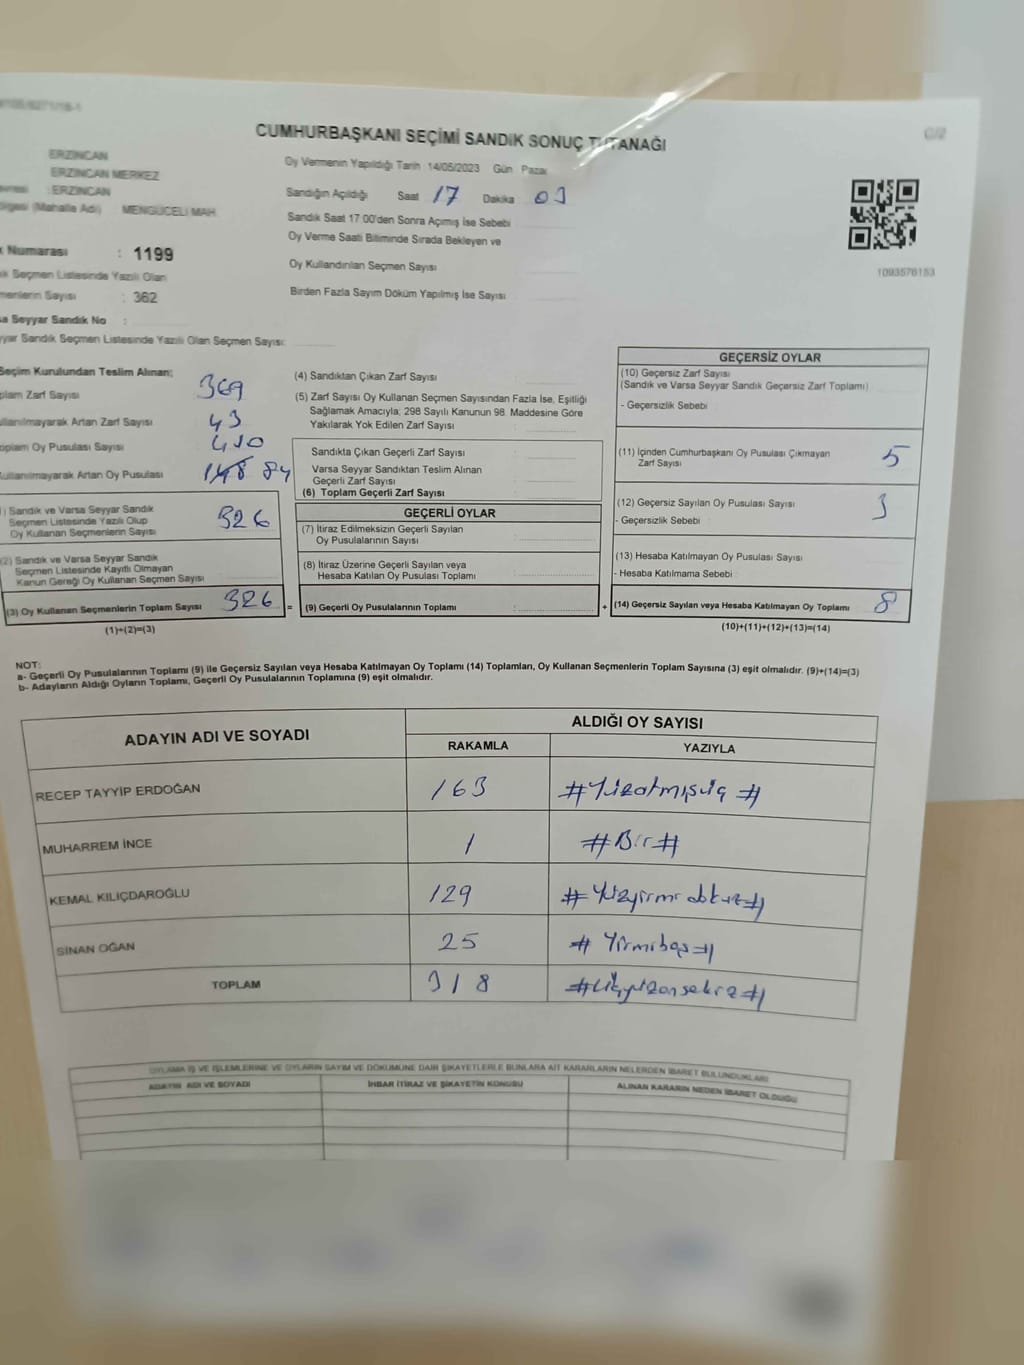 CUMHURBAŞKANI SEÇİMİ SANDIK SONUÇ TUTANAĞI
C/2
ERZİNCAN
ERZİNCAN MERKEZ
: ERZİNCAN
(Mahalle Adı) MENGÜCELİ MAH.
Numarası : 1199
Seçmen Listesinde Yazılı Olan
Sayısı : 362
Seyyar Sandık No :
Sandık Seçmen Listesinde Yazılı Olan Seçmen Sayısı:
Oy Vermenin Yapıldığı Tarih 14/05/2023 Gün Pazar
Sandığın Açıldığı Saat 17 Dakika 03
Sandık Saat 17:00'den Sonra Açımış İse Sebebi
Oy Verme Saati Bitiminde Sırada Bekleyen ve
Oy Kullandırılan Seçmen Sayısı
Birden Fazla Sayım Döküm Yapılmış İse Sayısı
1093576153
Seçim Kurulundan Teslim Alınan;
Zarf Sayısı 369
Artan Zarf Sayısı 43
Oy Pusulası Sayısı 410
Artan Oy Pusulası 84
1) Sandık ve Varsa Seyyar Sandık
Seçmen Listesinde Yazılı Olup
Oy Kullanan Seçmenlerin Sayısı 326
(2) Sandık ve Varsa Seyyar Sandık
Seçmen Listesinde Kayıtlı Olmayan
Kanun Gereği Oy Kullanan Seçmen Sayısı
(3) Oy Kullanan Seçmenlerin Toplam Sayısı 326 =
(1)+(2)=(3)
(4) Sandıktan Çıkan Zarf Sayısı :
(5) Zarf Sayısı Oy Kullanan Seçmen Sayısından Fazla İse, Eşitliği
Sağlamak Amacıyla; 298 Sayılı Kanunun 98. Maddesine Göre
Yakılarak Yok Edilen Zarf Sayısı :
Sandıkta Çıkan Geçerli Zarf Sayısı :
Varsa Seyyar Sandıktan Teslim Alınan
Geçerli Zarf Sayısı :
(6) Toplam Geçerli Zarf Sayısı :
GEÇERLİ OYLAR
(7) İtiraz Edilmeksizin Geçerli Sayılan
Oy Pusulalarının Sayısı :
(8) İtiraz Üzerine Geçerli Sayılan veya
Hesaba Katılan Oy Pusulası Toplamı :
(9) Geçerli Oy Pusulalarının Toplamı : +
GEÇERSİZ OYLAR
(10) Geçersiz Zarf Sayısı
(Sandık ve Varsa Seyyar Sandık Geçersiz Zarf Toplamı)
- Geçersizlik Sebebi
(11) İçinden Cumhurbaşkanı Oy Pusulası Çıkmayan
Zarf Sayısı 5
(12) Geçersiz Sayılan Oy Pusulası Sayısı 3
- Geçersizlik Sebebi
(13) Hesaba Katılmayan Oy Pusulası Sayısı
- Hesaba Katılmama Sebebi
(14) Geçersiz Sayılan veya Hesaba Katılmayan Oy Toplamı 8
(10)+(11)+(12)+(13)=(14)
NOT:
a- Geçerli Oy Pusulalarının Toplamı (9) ile Geçersiz Sayılan veya Hesaba Katılmayan Oy Toplamı (14) Toplamları, Oy Kullanan Seçmenlerin Toplam Sayısına (3) eşit olmalıdır. (9)+(14)=(3)
b- Adayların Aldığı Oyların Toplamı, Geçerli Oy Pusulalarının Toplamına (9) eşit olmalıdır.
ADAYIN ADI VE SOYADI
ALDIĞI OY SAYISI
RAKAMLA YAZIYLA
RECEP TAYYİP ERDOĞAN 163 #Yüzatmışüç#
MUHARREM İNCE 1 #Bir#
KEMAL KILIÇDAROĞLU 129 #Yüzyirmi dokuz#
SİNAN OĞAN 25 #Yirmibeş#
TOPLAM 318 #Üçyüzonsekiz#
OYLAMA İŞ VE İŞLEMLERİNE VE OYLARIN SAYIM VE DÖKÜMÜNE DAİR ŞİKAYETLERLE BUNLARA AİT KARARLARIN NELERDEN İBARET BULUNDUKLARI
ADAYIN ADI VE SOYADI İHBAR İTİRAZ VE ŞİKAYETİN KONUSU ALINAN KARARIN NEDEN İBARET OLDUĞU